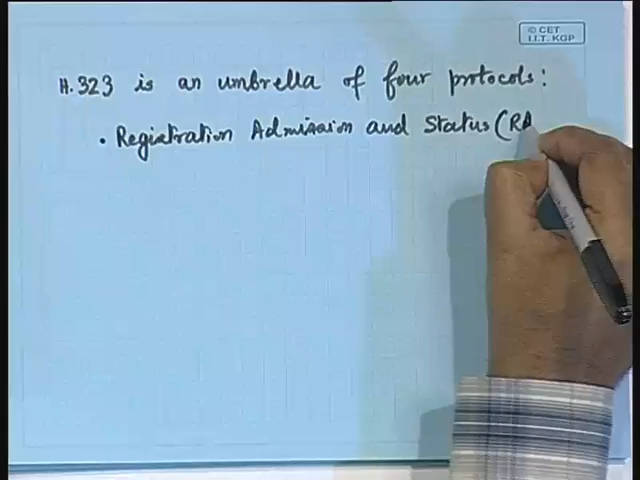 © CET
I.I.T. KGP
H.323 is an umbrella of four protocols:
• Registration Admission and Status (RA